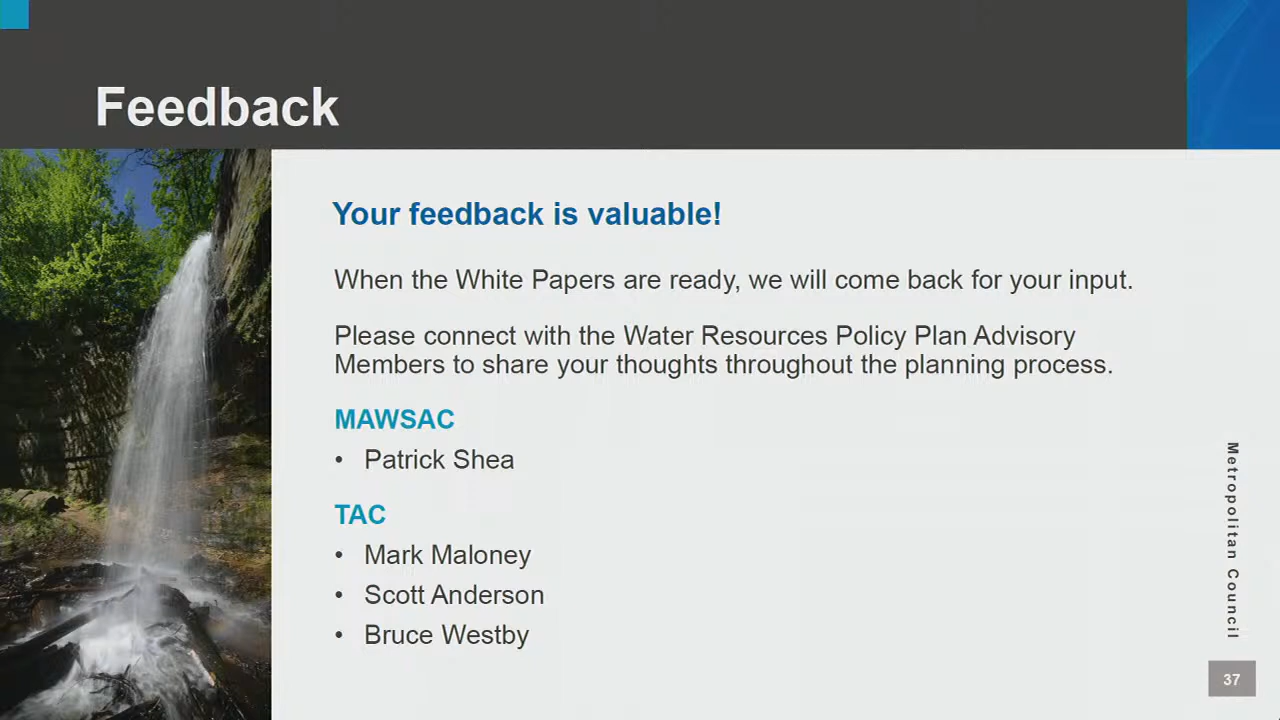 Feedback
Your feedback is valuable!
When the White Papers are ready, we will come back for your input.
Please connect with the Water Resources Policy Plan Advisory
Members to share your thoughts throughout the planning process.
MAWSAC
• Patrick Shea
TAC
• Mark Maloney
• Scott Anderson
• Bruce Westby
Metropolitan Council
37